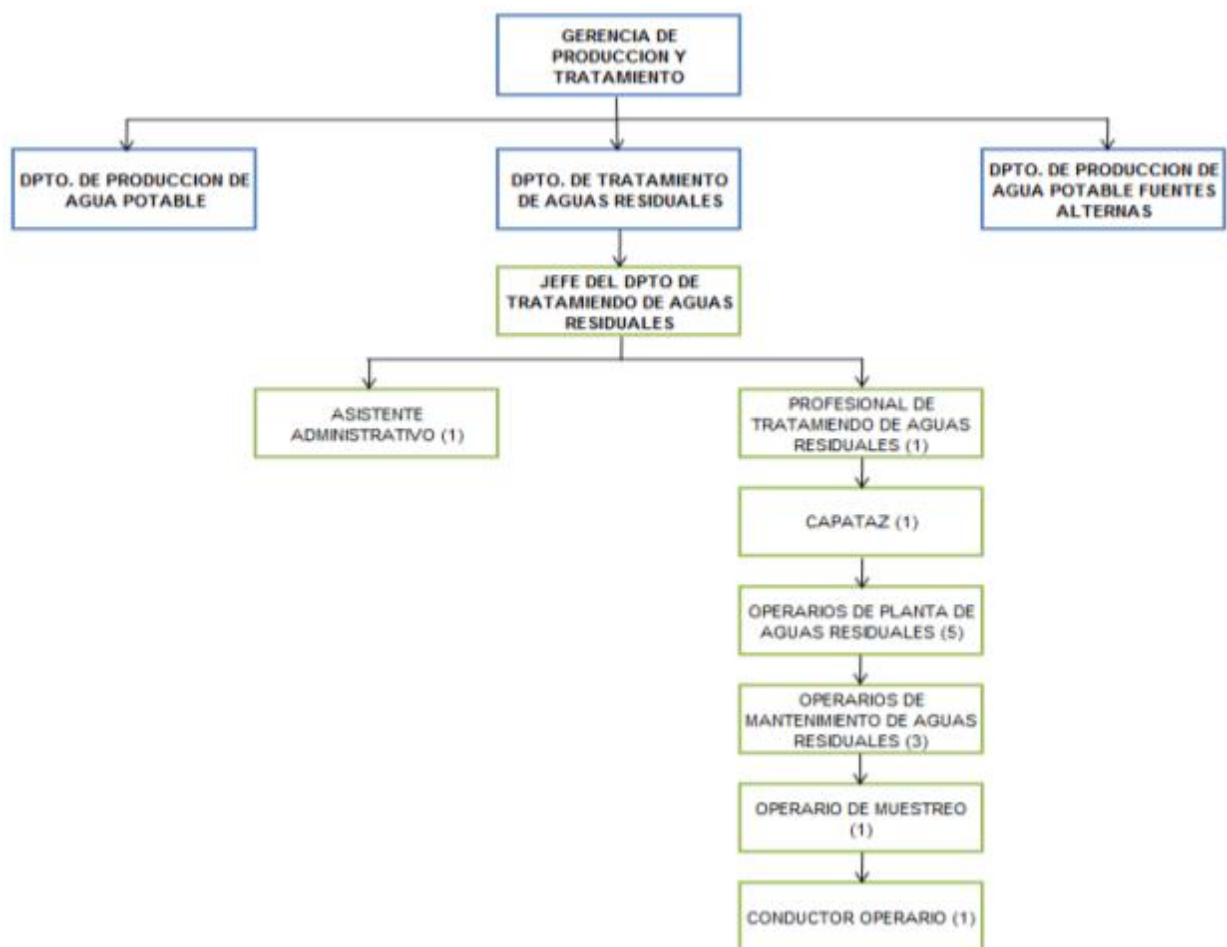 GERENCIA DE
PRODUCCION Y
TRATAMIENTO
DPTO. DE PRODUCCION DE
AGUA POTABLE
DPTO. DE TRATAMIENTO
DE AGUAS RESIDUALES
DPTO. DE PRODUCCION DE
AGUA POTABLE FUENTES
ALTERNAS
JEFE DEL DPTO DE
TRATAMIENDO DE AGUAS
RESIDUALES
ASISTENTE
ADMINISTRATIVO (1)
PROFESIONAL DE
TRATAMIENDO DE AGUAS
RESIDUALES (1)
CAPATAZ (1)
OPERARIOS DE PLANTA DE
AGUAS RESIDUALES (5)
OPERARIOS DE
MANTENIMIENTO DE AGUAS
RESIDUALES (3)
OPERARIO DE MUESTREO
(1)
CONDUCTOR OPERARIO (1)